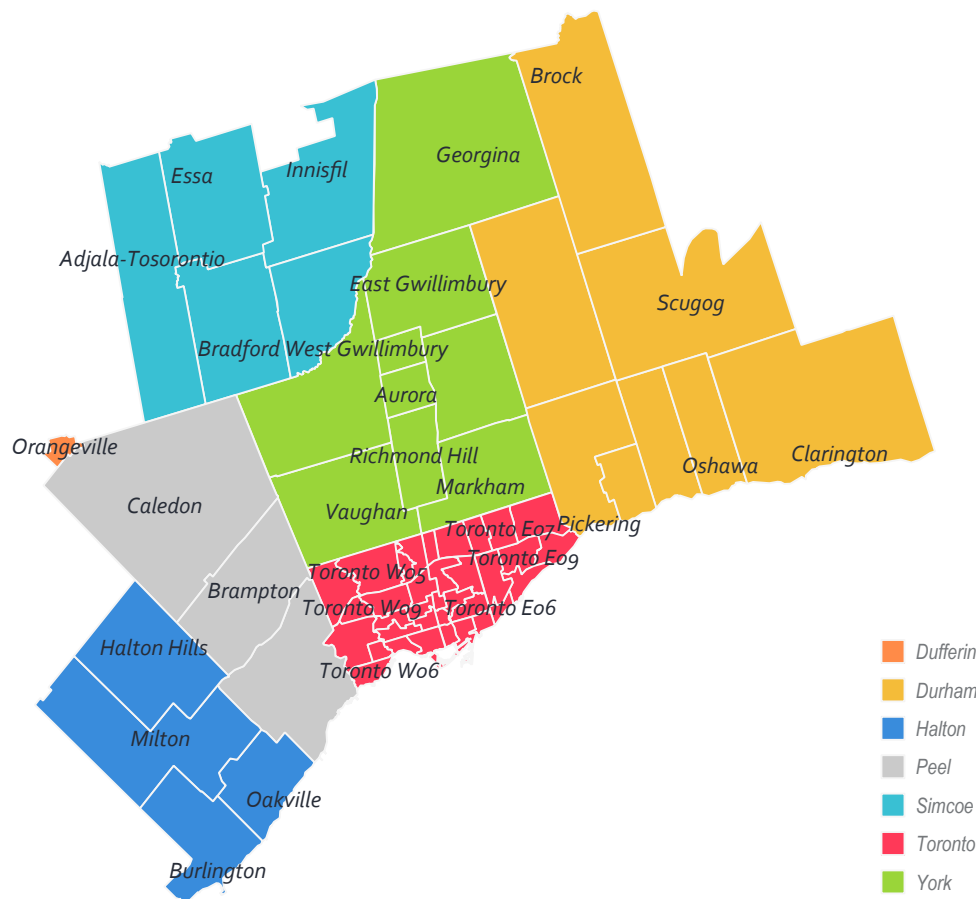 Brock
Georgina
Innisfil
Essa
Adjala-Tosorontio
East Gwillimbury
Scugog
Bradford West Gwillimbury
Aurora
Orangeville
Richmond Hill
Clarington
Oshawa
Markham
Caledon
Vaughan
Pickering
Toronto E07
Toronto E09
Toronto W05
Brampton
Toronto W09
Toronto E06
Halton Hills
Toronto W06
Milton
Oakville
Burlington
Dufferin
Durham
Halton
Peel
Simcoe
Toronto
York